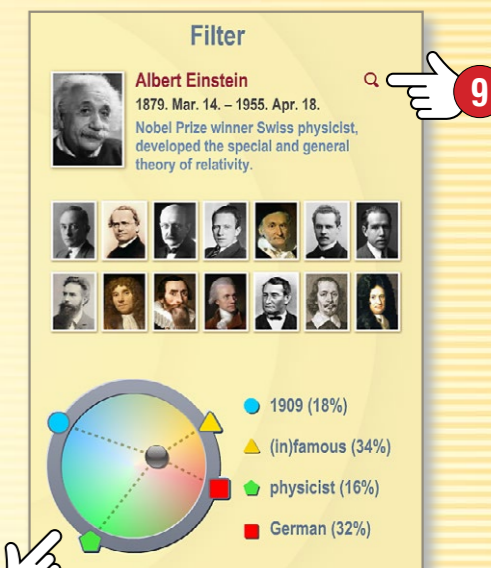 Filter
Albert Einstein
1879. Mar. 14. – 1955. Apr. 18.
Nobel Prize winner Swiss physicist,
developed the special and general
theory of relativity.
9
1909 (18%)
(in)famous (34%)
physicist (16%)
German (32%)